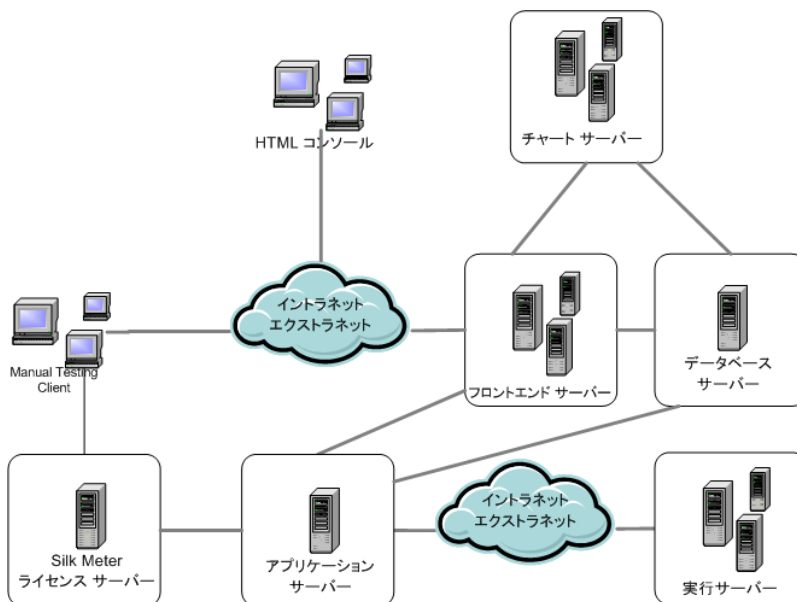 チャート サーバー
HTML コンソール
イントラネット
エクストラネット
Manual Testing
Client
フロントエンド サーバー
データベース
サーバー
Silk Meter
ライセンス サーバー
アプリケーション
サーバー
イントラネット
エクストラネット
実行サーバー